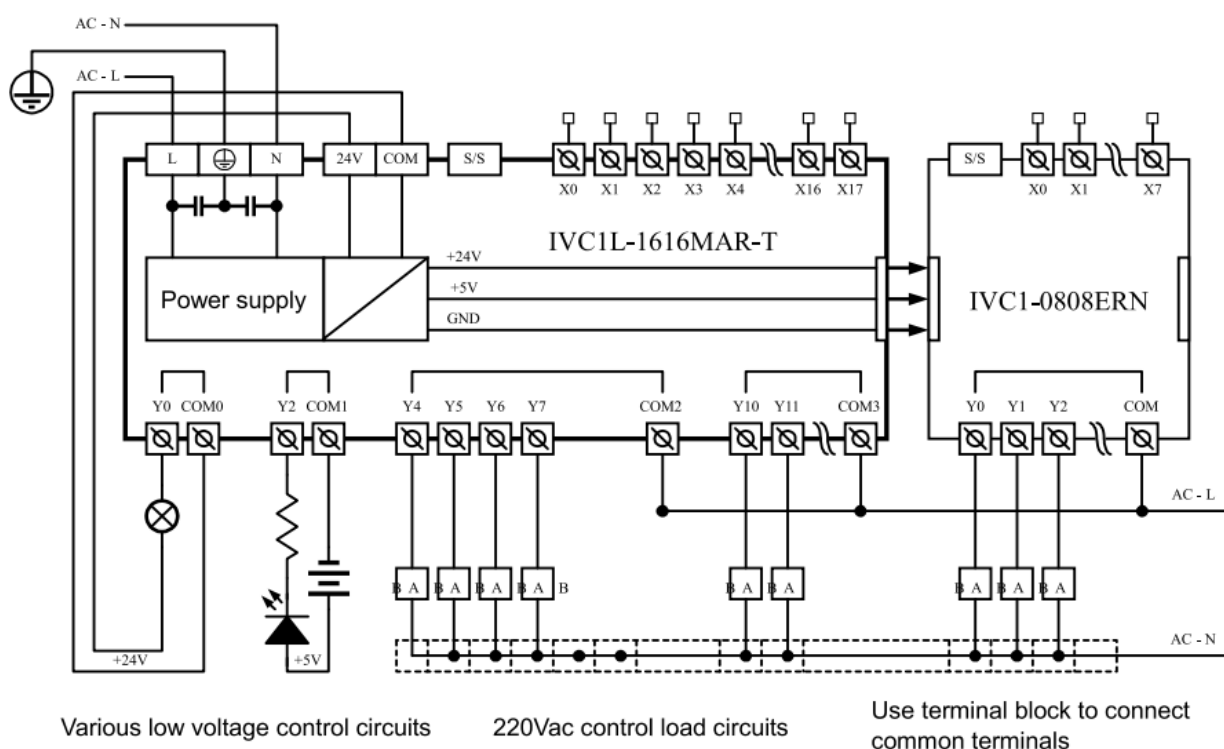 AC - N
AC - L
L N 24V COM S/S
X0 X1 X2 X3 X4 X16 X17
S/S
X0 X1 X7
IVC1L-1616MAR-T
+24V
+5V
GND
Power supply
IVC1-0808ERN
Y0 COM0 Y2 COM1 Y4 Y5 Y6 Y7 COM2 Y10 Y11 COM3
Y0 Y1 Y2 COM
AC - L
B A B A B A B A B B A B A B A B A B A
AC - N
+24V
+5V
Various low voltage control circuits
220Vac control load circuits
Use terminal block to connect
common terminals